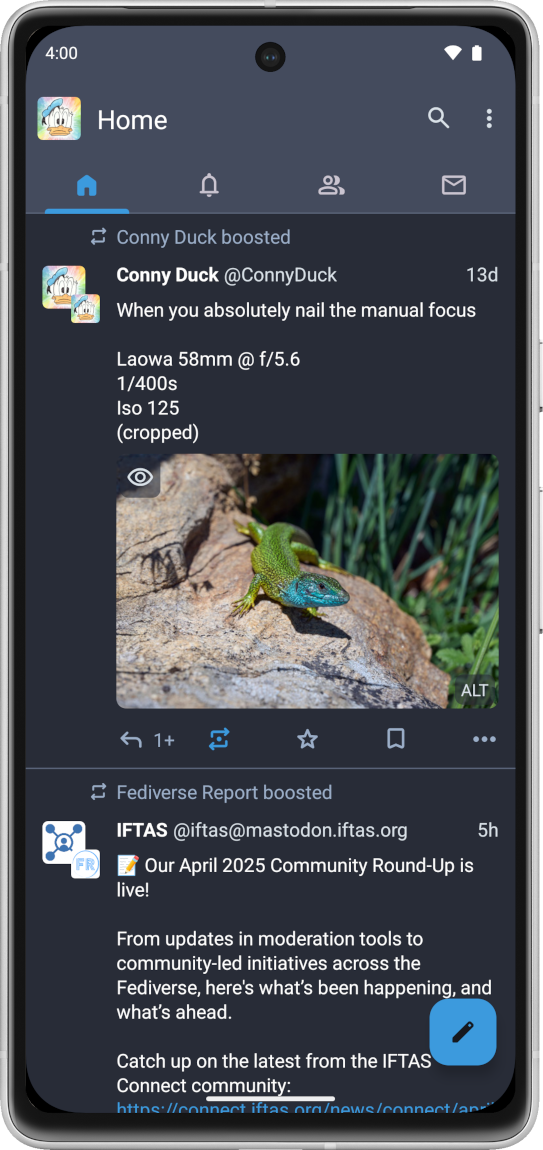 4:00
Home
Conny Duck boosted
Conny Duck @ConnyDuck 13d
When you absolutely nail the manual focus
Laowa 58mm @ f/5.6
1/400s
Iso 125
(cropped)
ALT
1+
Fediverse Report boosted
IFTAS @iftas@mastodon.iftas.org 5h
FR
📝 Our April 2025 Community Round-Up is
live!
From updates in moderation tools to
community-led initiatives across the
Fediverse, here's what’s been happening, and
what’s ahead.
Catch up on the latest from the IFTAS
Connect community:
https://connect.iftas.org/news/connect/april